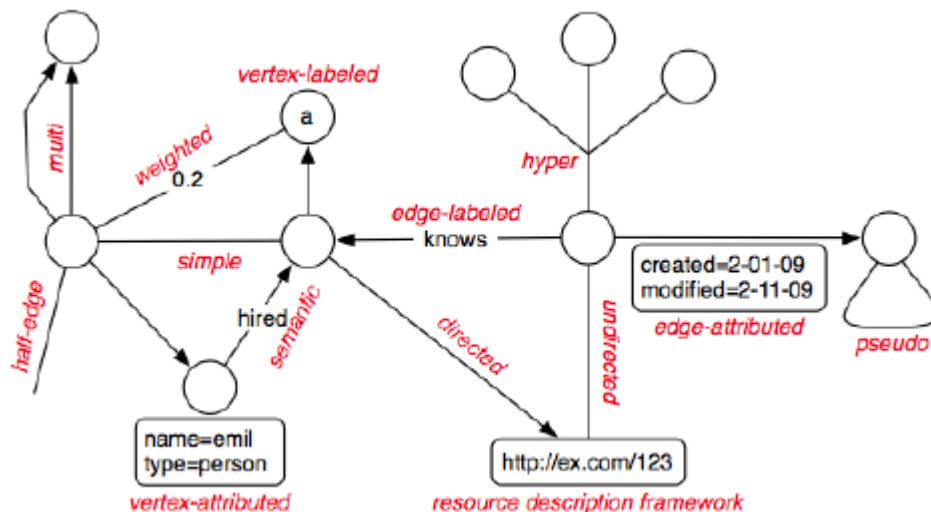 vertex-labeled
a
multi
weighted
0.2
hyper
edge-labeled
knows
simple
created=2-01-09
modified=2-11-09
edge-attributed
pseudo
half-edge
hired
semantic
directed
undirected
name=emil
type=person
vertex-attributed
http://ex.com/123
resource description framework